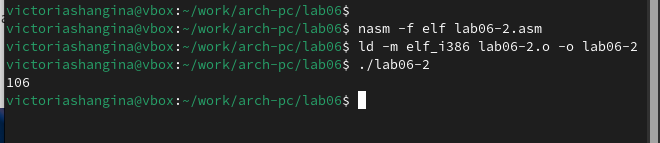 victoriashangina@vbox:~/work/arch-pc/lab06$
victoriashangina@vbox:~/work/arch-pc/lab06$ nasm -f elf lab06-2.asm
victoriashangina@vbox:~/work/arch-pc/lab06$ ld -m elf_i386 lab06-2.o -o lab06-2
victoriashangina@vbox:~/work/arch-pc/lab06$ ./lab06-2
106
victoriashangina@vbox:~/work/arch-pc/lab06$